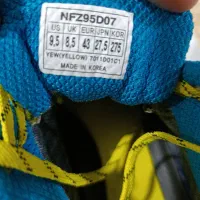 NFZ95D07
US UK EUR JPN KOR
9,5 8,5 43 27,5 275
YEW(YELLOW) 701100101
MADE IN KOREA